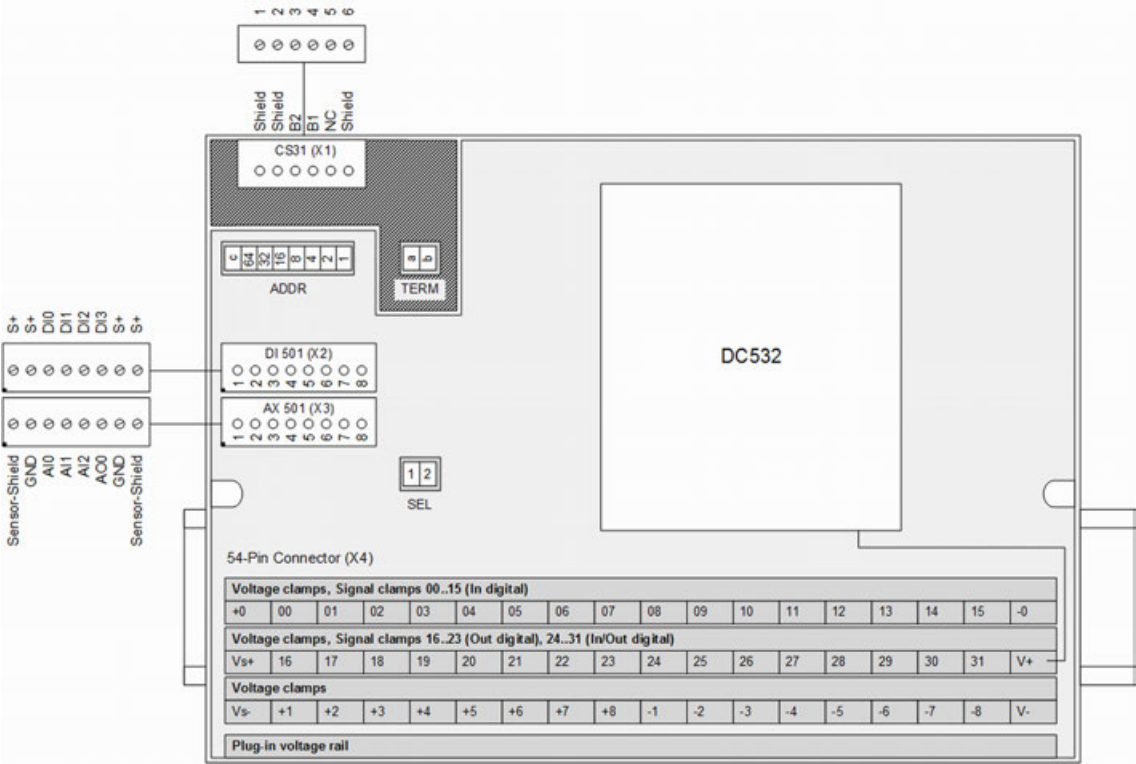 1 2 3 4 5 6
Shield Shield B2 B1 NC Shield
CS31 (X1)
c 64 32 16 8 4 2 1
ADDR
a b
TERM
S+ S+ DI0 DI1 DI2 DI3 S+ S+
DI 501 (X2)
1 2 3 4 5 6 7 8
AX 501 (X3)
1 2 3 4 5 6 7 8
Sensor-Shield GND AI0 AI1 AI2 AO0 GND Sensor-Shield
1 2
SEL
DC532
54-Pin Connector (X4)
Voltage clamps, Signal clamps 00..15 (In digital)
+0 00 01 02 03 04 05 06 07 08 09 10 11 12 13 14 15 -0
Voltage clamps, Signal clamps 16..23 (Out digital), 24..31 (In/Out digital)
Vs+ 16 17 18 19 20 21 22 23 24 25 26 27 28 29 30 31 V+
Voltage clamps
Vs- +1 +2 +3 +4 +5 +6 +7 +8 -1 -2 -3 -4 -5 -6 -7 -8 V-
Plug-in voltage rail